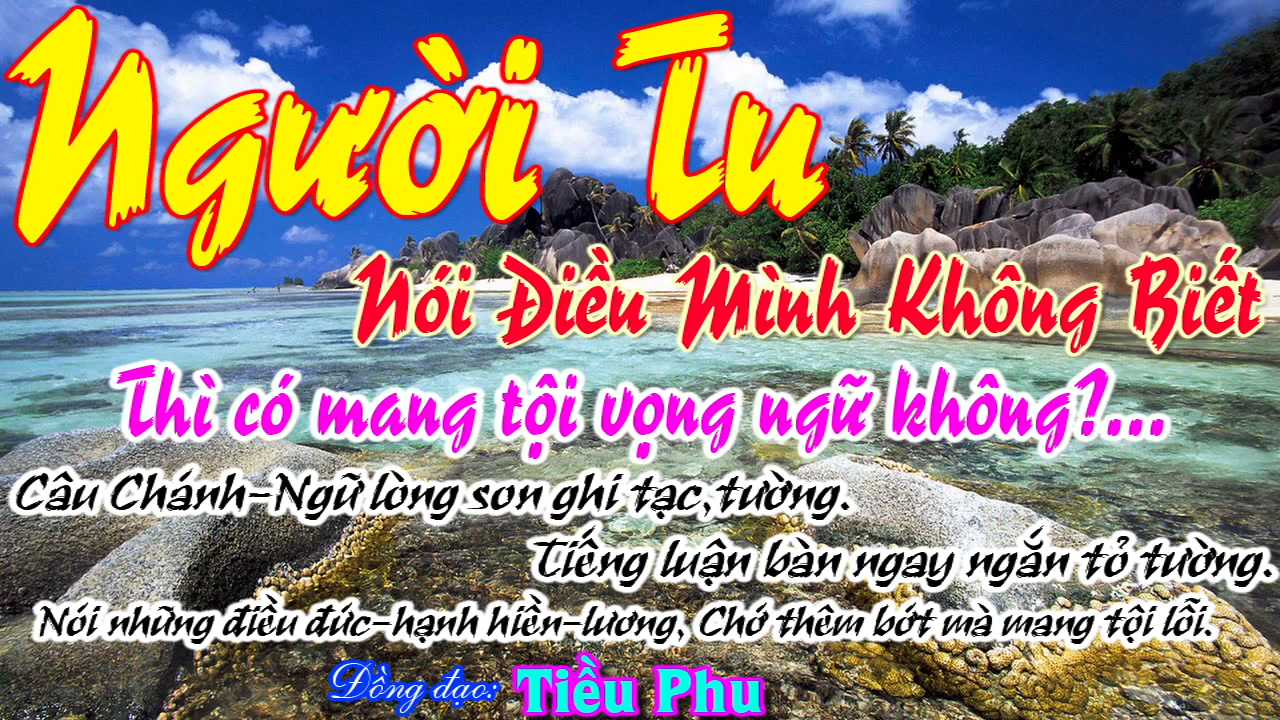 Người Tu
Nói Điều Mình Không Biết
Thì có mang tội vọng ngữ không?...
Câu Chánh-Ngữ lòng son ghi tạc,tường.
Tiếng luận bàn ngay ngắn tỏ tường.
Nói những điều đức-hạnh hiền-lương, Chớ thêm bớt mà mang tội lỗi.
Đồng đạo: Tiều Phu